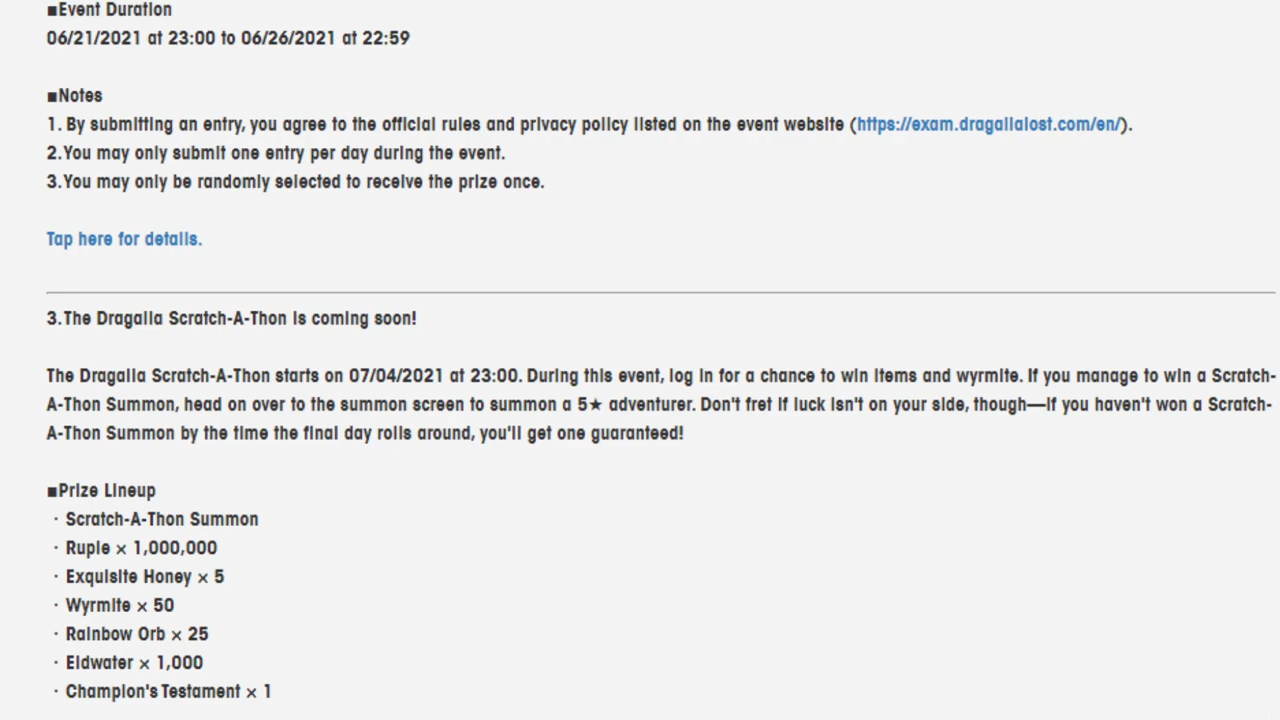 ■Event Duration
06/21/2021 at 23:00 to 06/26/2021 at 22:59
■Notes
1. By submitting an entry, you agree to the official rules and privacy policy listed on the event website (https://exam.dragalialost.com/en/).
2.You may only submit one entry per day during the event.
3.You may only be randomly selected to receive the prize once.
Tap here for details.
3.The Dragalia Scratch-A-Thon is coming soon!
The Dragalia Scratch-A-Thon starts on 07/04/2021 at 23:00. During this event, log in for a chance to win items and wyrmite. If you manage to win a Scratch-
A-Thon Summon, head on over to the summon screen to summon a 5★ adventurer. Don't fret if luck isn't on your side, though—if you haven't won a Scratch-
A-Thon Summon by the time the final day rolls around, you'll get one guaranteed!
■Prize Lineup
・Scratch-A-Thon Summon
・Rupie × 1,000,000
・Exquisite Honey × 5
・Wyrmite × 50
・Rainbow Orb × 25
・Eldwater × 1,000
・Champion's Testament × 1